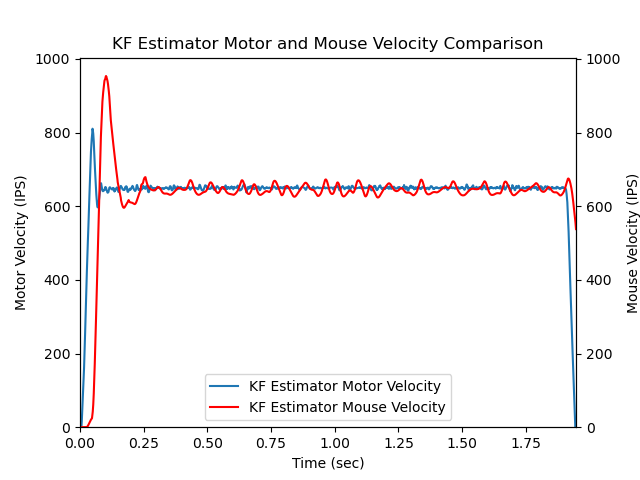 KF Estimator Motor and Mouse Velocity Comparison
1000
800
600
400
200
0
Motor Velocity (IPS)
1000
800
600
400
200
0
Mouse Velocity (IPS)
KF Estimator Motor Velocity
KF Estimator Mouse Velocity
0.00 0.25 0.50 0.75 1.00 1.25 1.50 1.75
Time (sec)